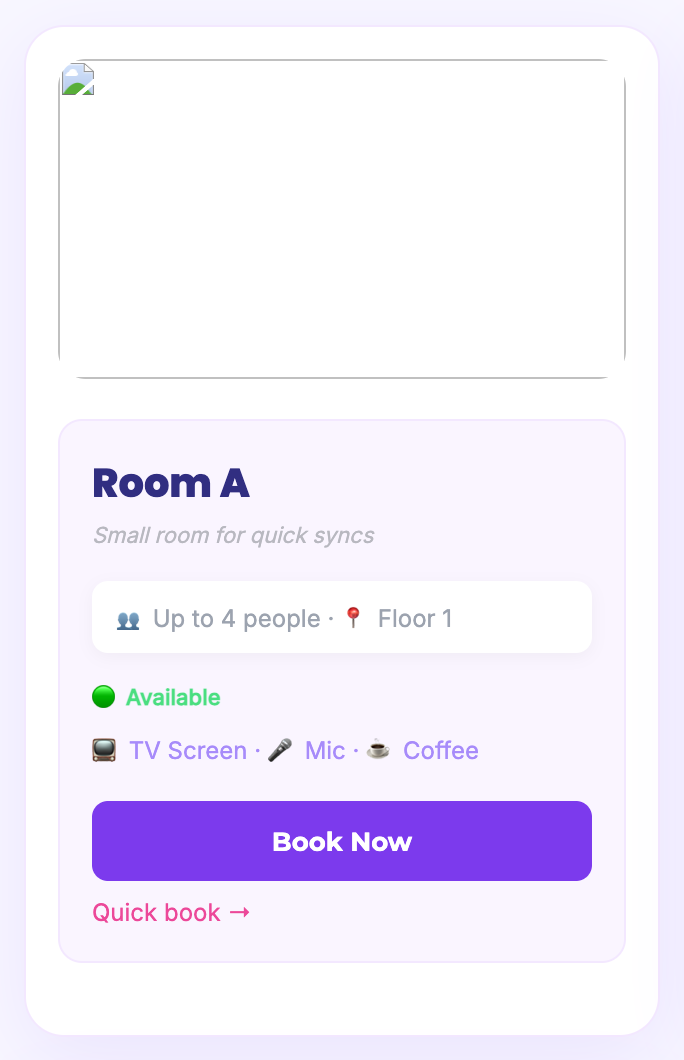 Room A
Small room for quick syncs
👥 Up to 4 people · 📍 Floor 1
🟢 Available
📺 TV Screen · 🎤 Mic · ☕ Coffee
Book Now
Quick book →